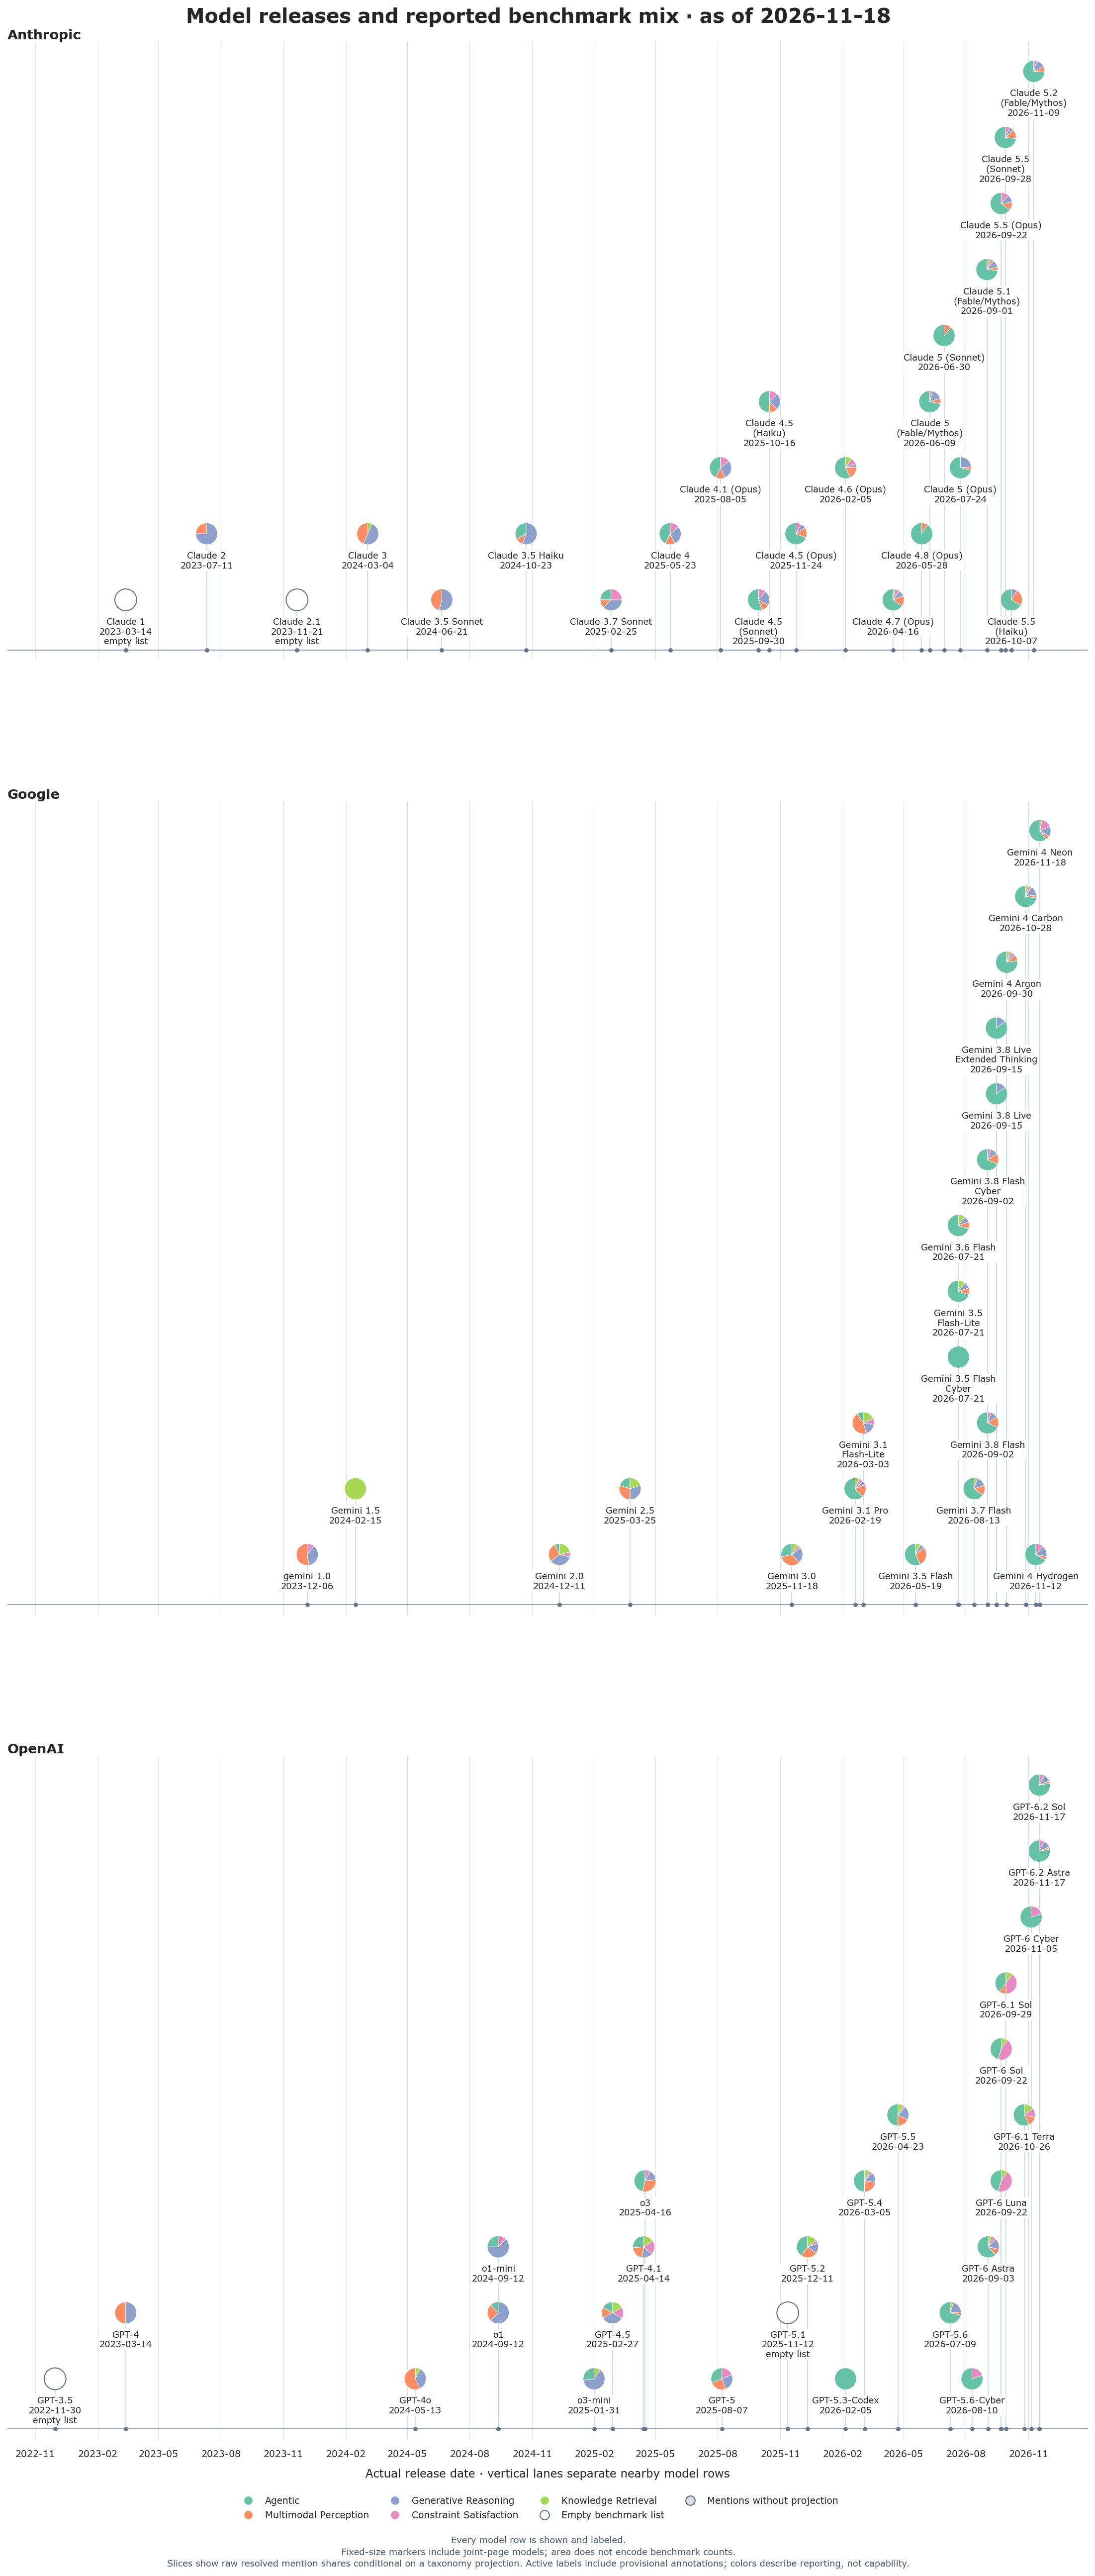 Model releases and reported benchmark mix · as of 2026-11-18
Anthropic
Claude 5.2
(Fable/Mythos)
2026-11-09
Claude 5.5
(Sonnet)
2026-09-28
Claude 5.5 (Opus)
2026-09-22
Claude 5.1
(Fable/Mythos)
2026-09-01
Claude 5 (Sonnet)
2026-06-30
Claude 4.5
(Haiku)
2025-10-16
Claude 5
(Fable/Mythos)
2026-06-09
Claude 4.1 (Opus)
2025-08-05
Claude 4.6 (Opus)
2026-02-05
Claude 5 (Opus)
2026-07-24
Claude 2
2023-07-11
Claude 3
2024-03-04
Claude 3.5 Haiku
2024-10-23
Claude 4
2025-05-23
Claude 4.5 (Opus)
2025-11-24
Claude 4.8 (Opus)
2026-05-28
Claude 1
2023-03-14
empty list
Claude 2.1
2023-11-21
empty list
Claude 3.5 Sonnet
2024-06-21
Claude 3.7 Sonnet
2025-02-25
Claude 4.5
(Sonnet)
2025-09-30
Claude 4.7 (Opus)
2026-04-16
Claude 5.5
(Haiku)
2026-10-07
Google
Gemini 4 Neon
2026-11-18
Gemini 4 Carbon
2026-10-28
Gemini 4 Argon
2026-09-30
Gemini 3.8 Live
Extended Thinking
2026-09-15
Gemini 3.8 Live
2026-09-15
Gemini 3.8 Flash
Cyber
2026-09-02
Gemini 3.6 Flash
2026-07-21
Gemini 3.5
Flash-Lite
2026-07-21
Gemini 3.5 Flash
Cyber
2026-07-21
Gemini 3.1
Flash-Lite
2026-03-03
Gemini 3.8 Flash
2026-09-02
Gemini 1.5
2024-02-15
Gemini 2.5
2025-03-25
Gemini 3.1 Pro
2026-02-19
Gemini 3.7 Flash
2026-08-13
gemini 1.0
2023-12-06
Gemini 2.0
2024-12-11
Gemini 3.0
2025-11-18
Gemini 3.5 Flash
2026-05-19
Gemini 4 Hydrogen
2026-11-12
OpenAI
GPT-6.2 Sol
2026-11-17
GPT-6.2 Astra
2026-11-17
GPT-6 Cyber
2026-11-05
GPT-6.1 Sol
2026-09-29
GPT-6 Sol
2026-09-22
GPT-5.5
2026-04-23
GPT-6.1 Terra
2026-10-26
o3
2025-04-16
GPT-5.4
2026-03-05
GPT-6 Luna
2026-09-22
o1-mini
2024-09-12
GPT-4.1
2025-04-14
GPT-5.2
2025-12-11
GPT-6 Astra
2026-09-03
GPT-4
2023-03-14
o1
2024-09-12
GPT-4.5
2025-02-27
GPT-5.1
2025-11-12
empty list
GPT-5.6
2026-07-09
GPT-3.5
2022-11-30
empty list
GPT-4o
2024-05-13
o3-mini
2025-01-31
GPT-5
2025-08-07
GPT-5.3-Codex
2026-02-05
GPT-5.6-Cyber
2026-08-10
2022-11 2023-02 2023-05 2023-08 2023-11 2024-02 2024-05 2024-08 2024-11 2025-02 2025-05 2025-08 2025-11 2026-02 2026-05 2026-08 2026-11
Actual release date · vertical lanes separate nearby model rows
Agentic Generative Reasoning Knowledge Retrieval Mentions without projection
Multimodal Perception Constraint Satisfaction Empty benchmark list
Every model row is shown and labeled.
Fixed-size markers include joint-page models; area does not encode benchmark counts.
Slices show raw resolved mention shares conditional on a taxonomy projection. Active labels include provisional annotations; colors describe reporting, not capability.